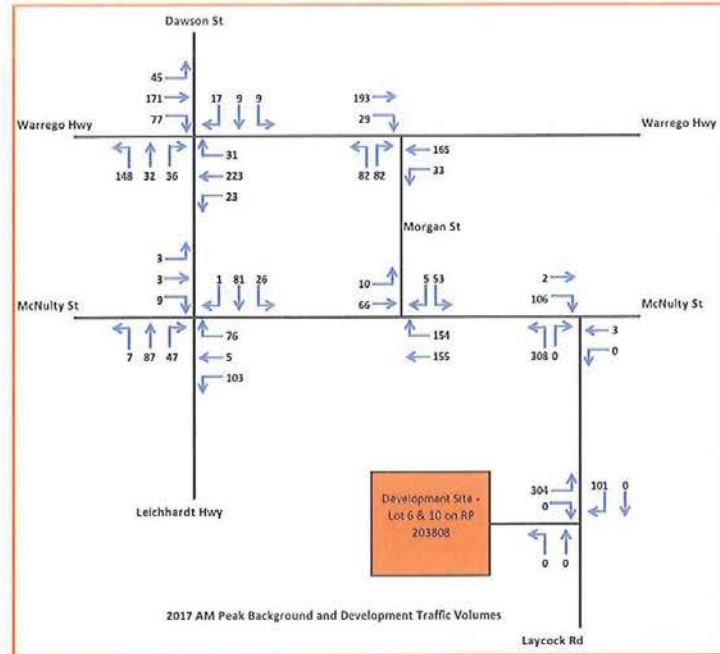 Dawson St
45
171
77
17 9 9
193
29
Warrego Hwy
Warrego Hwy
148 32 36
31
223
23
82 82
165
33
Morgan St
3
3
9
1 81 26
10
66
5 53
2
106
McNulty St
McNulty St
7 87 47
76
5
103
154
155
308 0
3
0
Leichhardt Hwy
Development Site -
Lot 6 & 10 on RP
203808
304
0
101 0
0 0
2017 AM Peak Background and Development Traffic Volumes
Laycock Rd